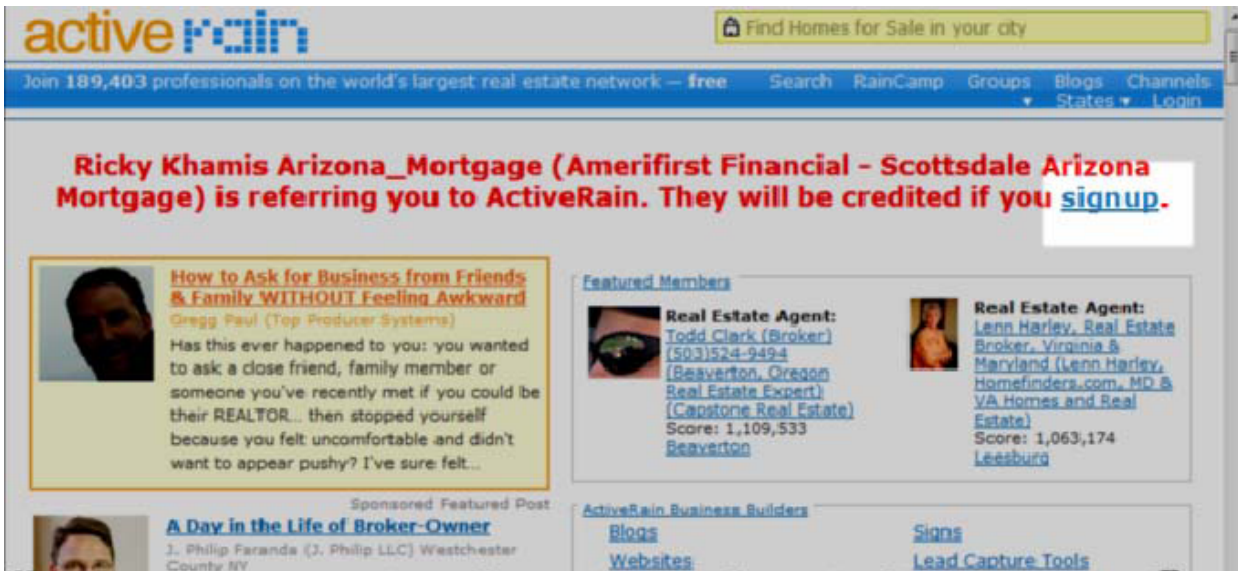 active rain
Find Homes for Sale in your city
Join 189,403 professionals on the world's largest real estate network — free
Search RainCamp Groups Blogs Channels
▾ States ▾ Login
Ricky Khamis Arizona_Mortgage (Amerifirst Financial - Scottsdale Arizona
Mortgage) is referring you to ActiveRain. They will be credited if you signup.
How to Ask for Business from Friends
& Family WITHOUT Feeling Awkward
Gregg Paul (Top Producer Systems)
Has this ever happened to you: you wanted
to ask a close friend, family member or
someone you've recently met if you could be
their REALTOR... then stopped yourself
because you felt uncomfortable and didn't
want to appear pushy? I've sure felt...
Sponsored Featured Post
A Day in the Life of Broker-Owner
J. Philip Faranda (J. Philip LLC) Westchester
County NY
Featured Members
Real Estate Agent:
Todd Clark (Broker)
(503)524-9494
(Beaverton, Oregon
Real Estate Expert)
(Capstone Real Estate)
Score: 1,109,533
Beaverton
Real Estate Agent:
Lenn Harley, Real Estate
Broker, Virginia &
Maryland (Lenn Harley,
Homefinders.com, MD &
VA Homes and Real
Estate)
Score: 1,063,174
Leesburg
ActiveRain Business Builders
Blogs
Websites
Signs
Lead Capture Tools